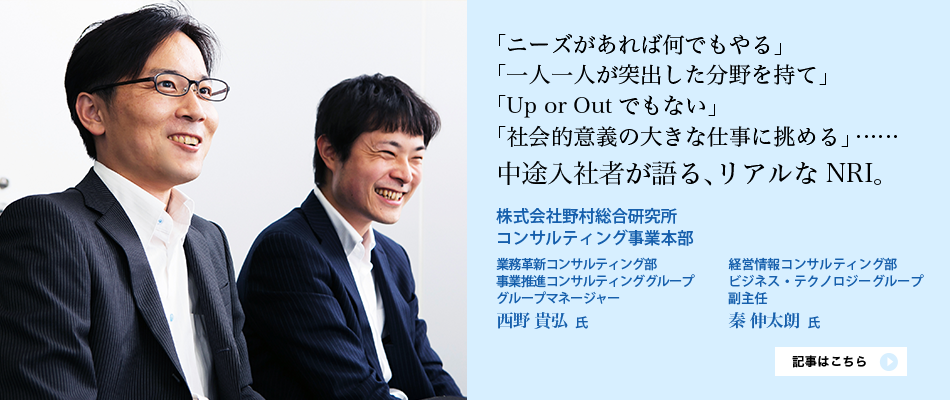 「ニーズがあれば何でもやる」
「一人一人が突出した分野を持て」
「Up or Out でもない」
「社会的意義の大きな仕事に挑める」……
中途入社者が語る、リアルな NRI。
株式会社野村総合研究所
コンサルティング事業本部
業務革新コンサルティング部
事業推進コンサルティンググループ
グループマネージャー
西野 貴弘 氏
経営情報コンサルティング部
ビジネス・テクノロジーグループ
副主任
秦 伸太朗 氏
記事はこちら